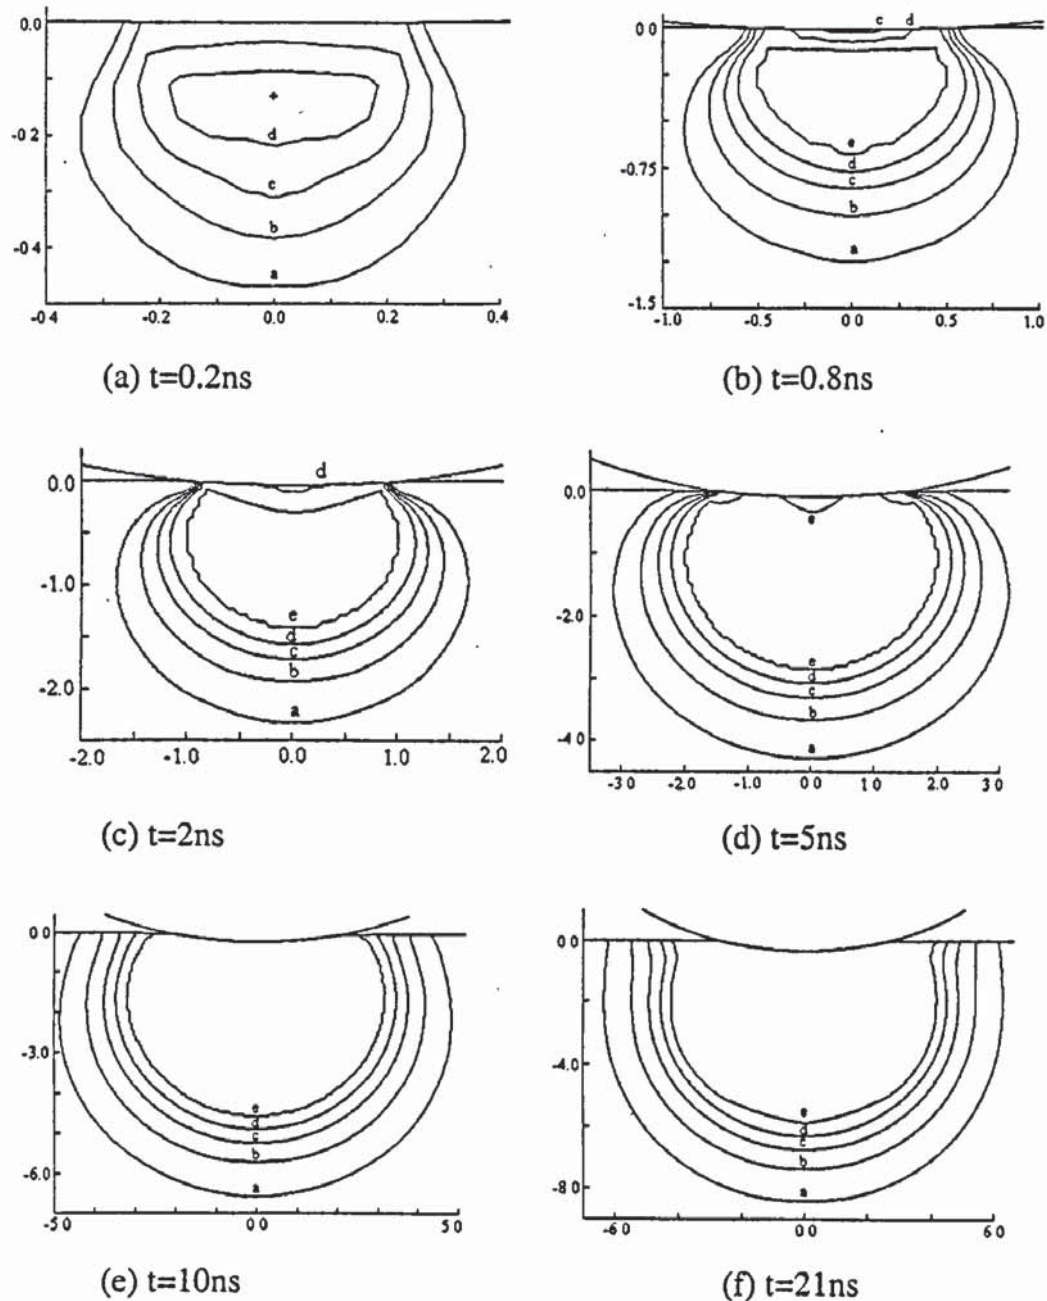 0.0
-0.2
-0.4
-0.4 -0.2 0.0 0.2 0.4
d
c
b
a
(a) t=0.2ns
0.0
-0.75
-1.5
-1.0 -0.5 0 0 0.5 1.0
c d
e
d
c
b
a
(b) t=0.8ns
0.0
-1.0
-2.0
-2.0 -1.0 0.0 1.0 2.0
d
e
d
c
b
a
(c) t=2ns
0.0
-2.0
-4.0
-3.0 -2.0 -1.0 0.0 1.0 2.0 3 0
e
e
d
c
b
a
(d) t=5ns
0 0
-3.0
-6.0
-5 0 0 0 5 0
e
d
c
b
a
(e) t=10ns
0 0
-4.0
-8 0
-6 0 0 0 6 0
e
d
c
b
a
(f) t=21ns